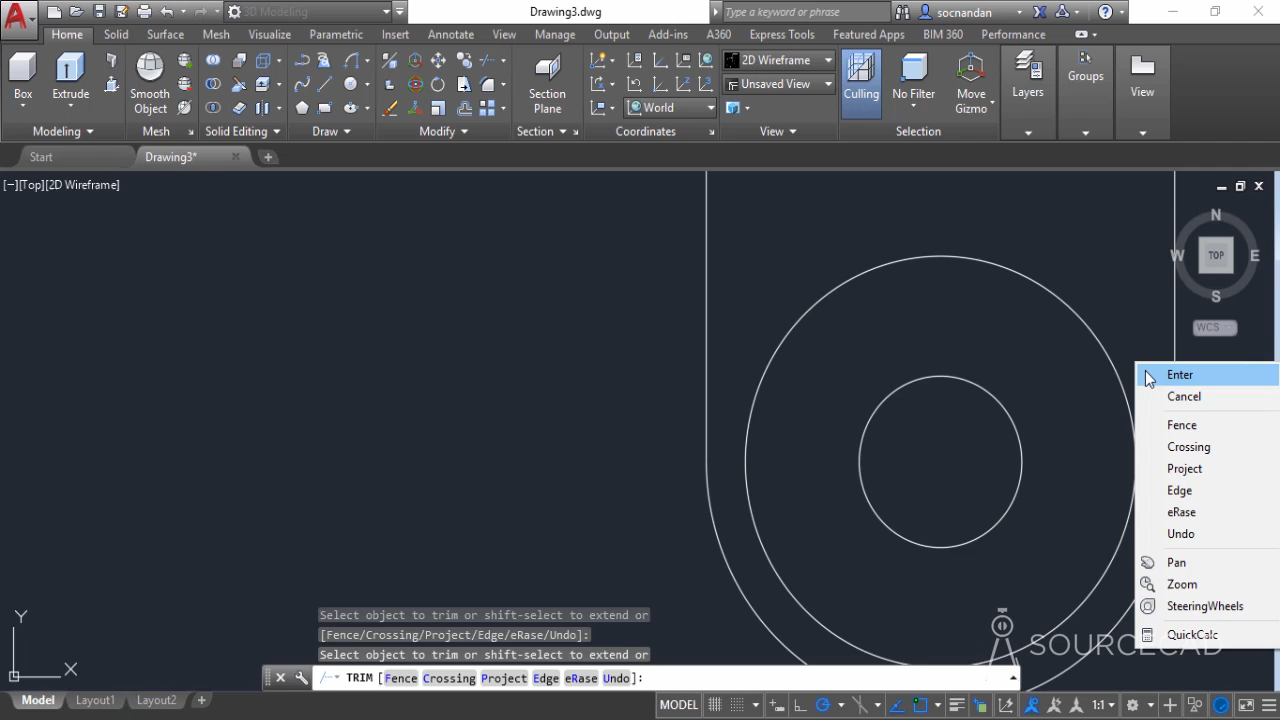 3D Modeling
Drawing3.dwg
Type a keyword or phrase
socnandan
Home Solid Surface Mesh Visualize Parametric Insert Annotate View Manage Output Add-ins A360 Express Tools Featured Apps BIM 360 Performance
Box
Extrude
Smooth
Object
Section
Plane
2D Wireframe
Unsaved View
World
Culling
No Filter
Move
Gizmo
Layers
Groups
View
Modeling Mesh Solid Editing Draw Modify Section Coordinates View Selection
Start
Drawing3*
[−][Top][2D Wireframe]
N
W
TOP
E
S
WCS
Enter
Cancel
Fence
Crossing
Project
Edge
eRase
Undo
Pan
Zoom
SteeringWheels
QuickCalc
Y
X
Select object to trim or shift-select to extend or
[Fence/Crossing/Project/Edge/eRase/Undo]:
Select object to trim or shift-select to extend or
TRIM [Fence Crossing Project Edge eRase Undo]:
SOURCECAD
Model Layout1 Layout2
MODEL
1:1